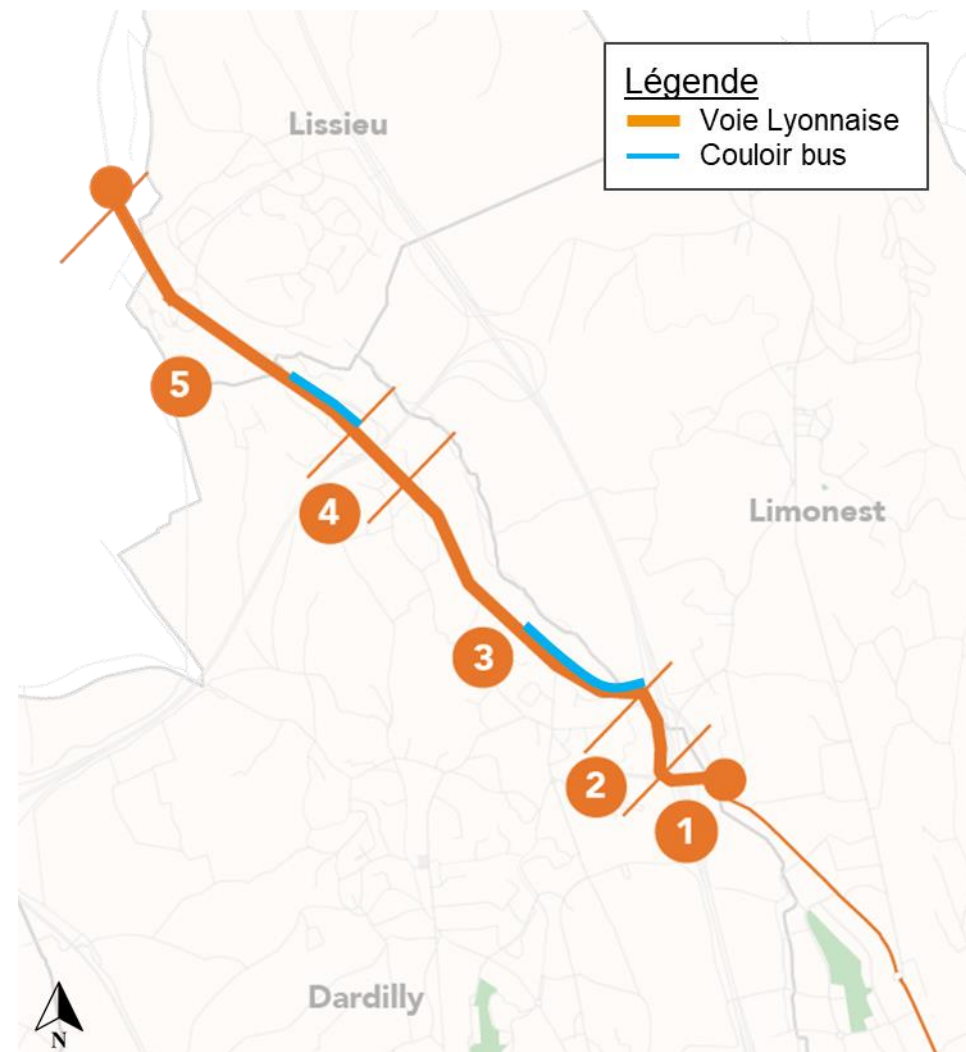 Légende
Voie Lyonnaise
Couloir bus
Lissieu
5
4
Limonest
3
2
1
Dardilly
N